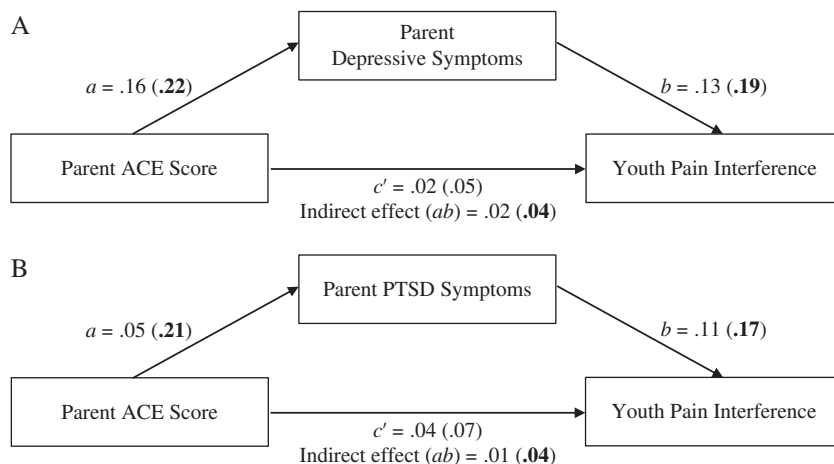 A
Parent
Depressive Symptoms
a = .16 (.22)
b = .13 (.19)
Parent ACE Score
Youth Pain Interference
c′ = .02 (.05)
Indirect effect (ab) = .02 (.04)
B
Parent PTSD Symptoms
a = .05 (.21)
b = .11 (.17)
Parent ACE Score
Youth Pain Interference
c′ = .04 (.07)
Indirect effect (ab) = .01 (.04)